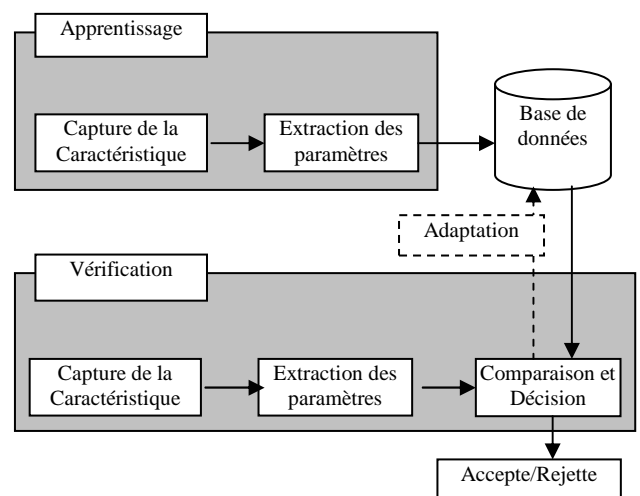 Apprentissage
Capture de la
Caractéristique
Extraction des
paramètres
Base de
données
Adaptation
Vérification
Capture de la
Caractéristique
Extraction des
paramètres
Comparaison et
Décision
Accepte/Rejette